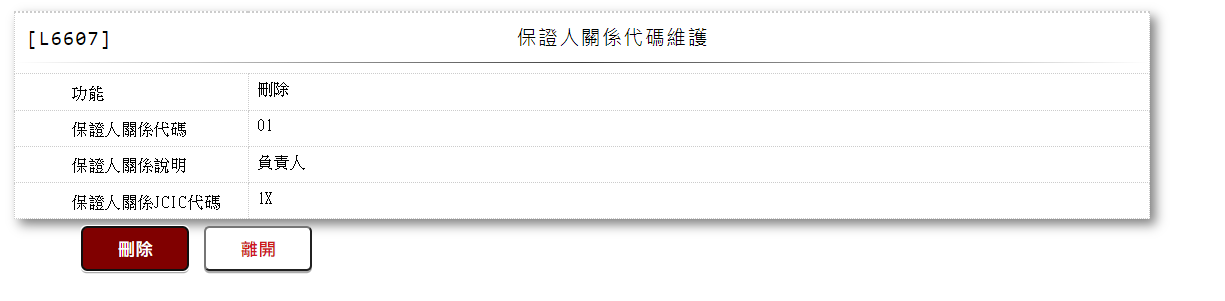 [L6607] 保證人關係代碼維護
功能 刪除
保證人關係代碼 01
保證人關係說明 負責人
保證人關係JCIC代碼 1X
刪除 離開